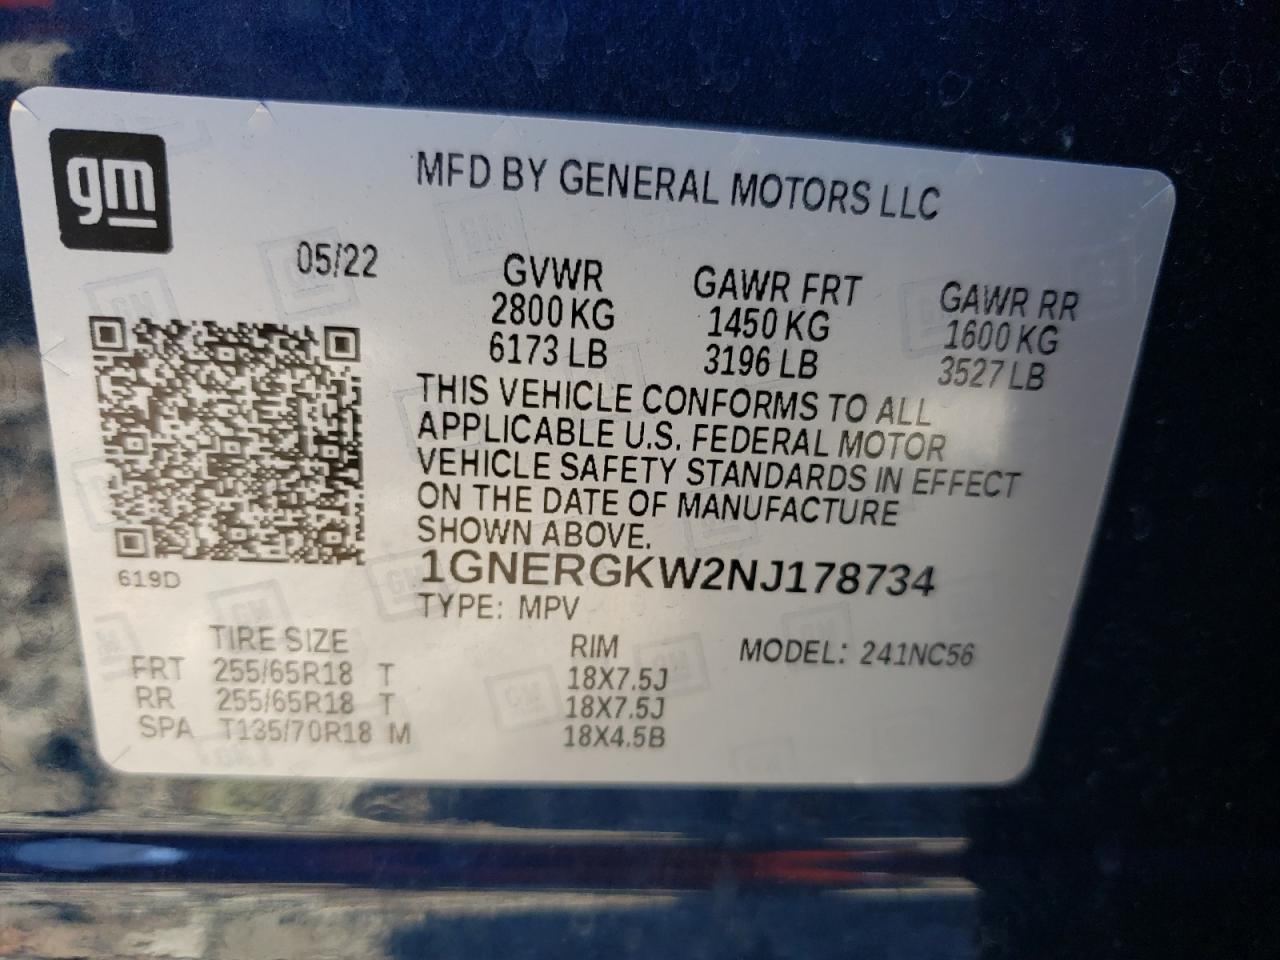 gm
MFD BY GENERAL MOTORS LLC
05/22
GVWR GAWR FRT GAWR RR
2800 KG 1450 KG 1600 KG
6173 LB 3196 LB 3527 LB
THIS VEHICLE CONFORMS TO ALL
APPLICABLE U.S. FEDERAL MOTOR
VEHICLE SAFETY STANDARDS IN EFFECT
ON THE DATE OF MANUFACTURE
SHOWN ABOVE.
619D
1GNERGKW2NJ178734
TYPE: MPV
TIRE SIZE RIM MODEL: 241NC56
FRT 255/65R18 T 18X7.5J
RR 255/65R18 T 18X7.5J
SPA T135/70R18 M 18X4.5B